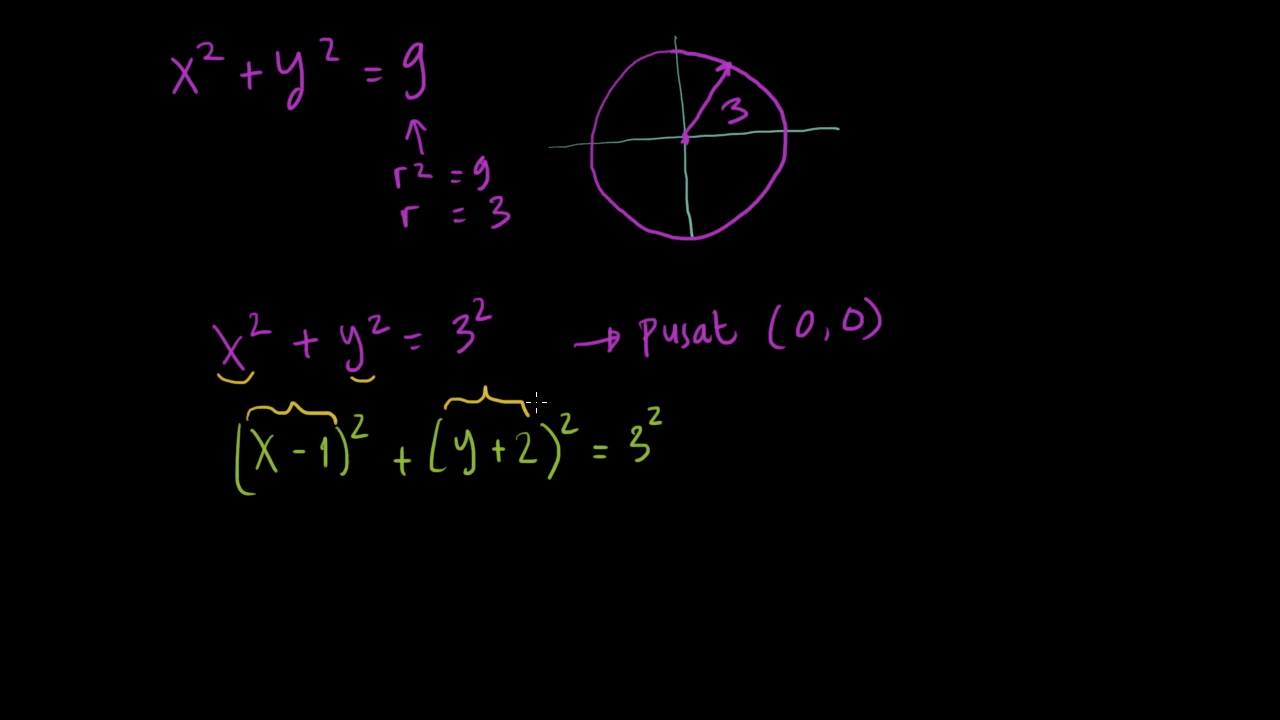 x² + y² = 9
3
↑
r² = 9
r = 3
x² + y² = 3² → Pusat (0,0)
(x - 1)² + (y + 2)² = 3²